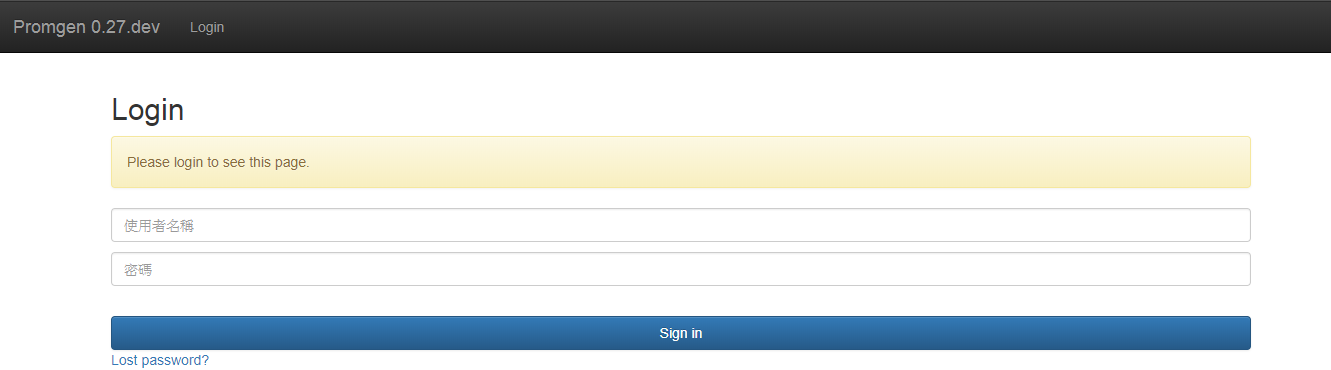 Promgen 0.27.dev Login
Login
Please login to see this page.
使用者名稱
密碼
Sign in
Lost password?